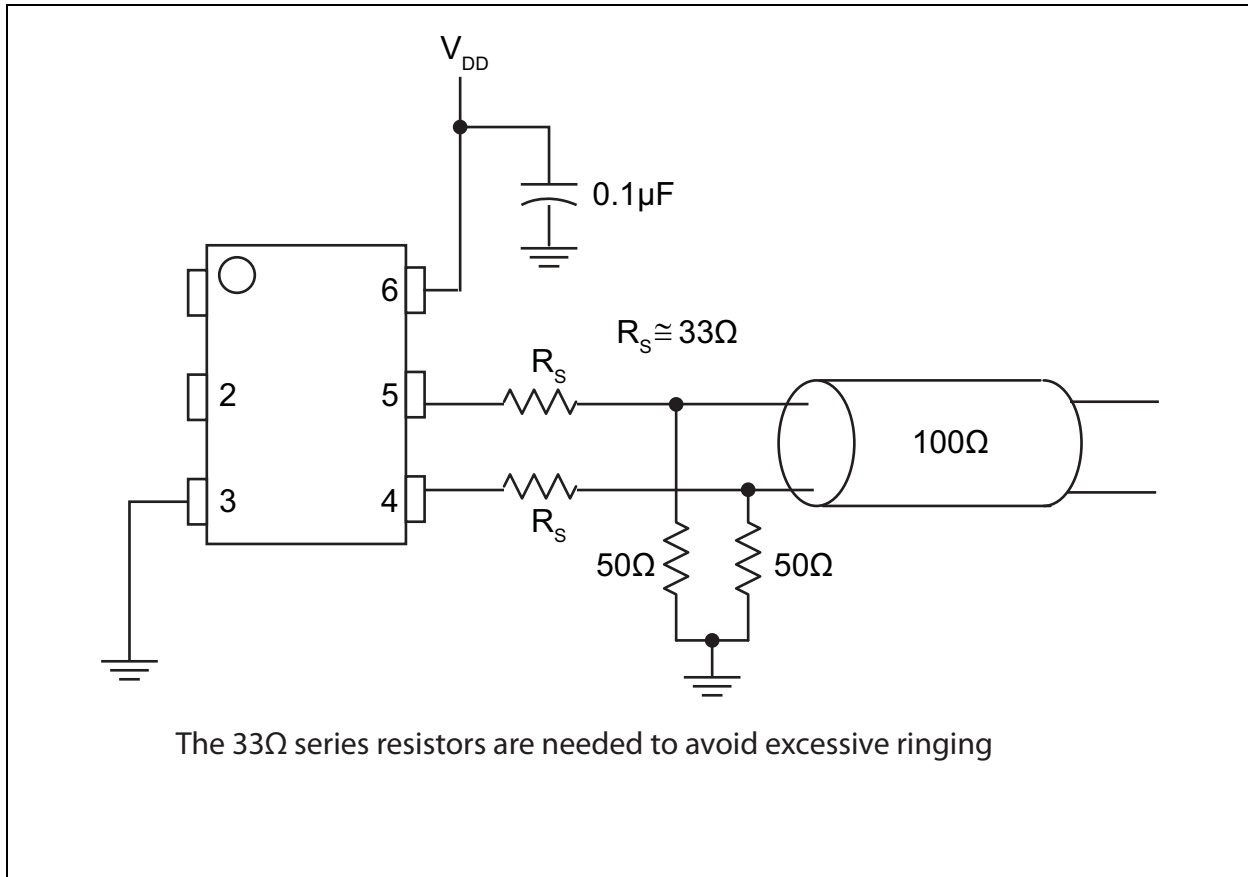 V_DD
0.1µF
6
R_S ≅ 33Ω
R_S
2
5
100Ω
3
4
R_S
50Ω
50Ω
The 33Ω series resistors are needed to avoid excessive ringing